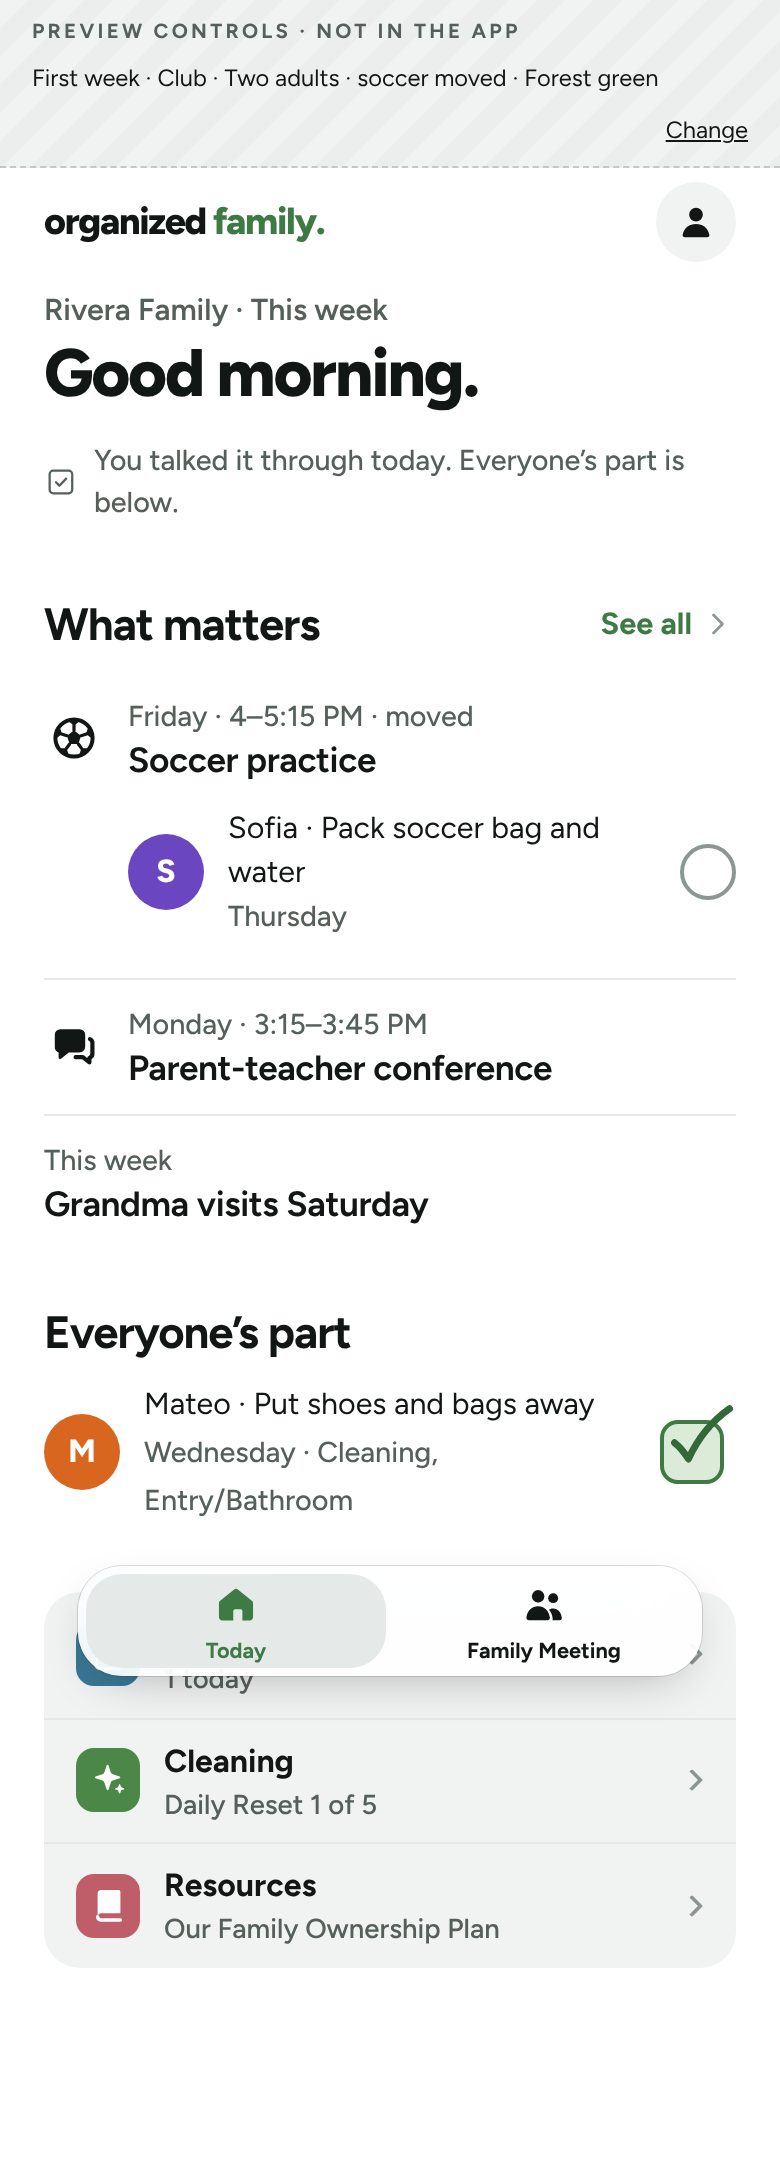 PREVIEW CONTROLS · NOT IN THE APP
First week · Club · Two adults · soccer moved · Forest green
Change
organized family.
Rivera Family · This week
Good morning.
You talked it through today. Everyone’s part is
below.
What matters
See all
Friday · 4–5:15 PM · moved
Soccer practice
Sofia · Pack soccer bag and
S
water
Thursday
Monday · 3:15–3:45 PM
Parent-teacher conference
This week
Grandma visits Saturday
Everyone’s part
Mateo · Put shoes and bags away
M
Wednesday · Cleaning,
Entry/Bathroom
Today
Family Meeting
1 today
Cleaning
Daily Reset 1 of 5
Resources
Our Family Ownership Plan